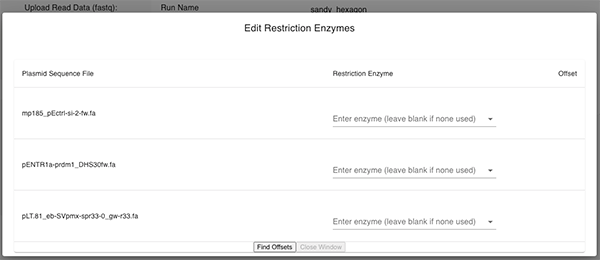 Upload Read Data (fastq): Run Name sandy_hexagon
Edit Restriction Enzymes
Plasmid Sequence File Restriction Enzyme Offset
mp185_pEctrl-si-2-fw.fa Enter enzyme (leave blank if none used)
pENTR1a-prdm1_DHS30fw.fa Enter enzyme (leave blank if none used)
pLT.81_eb-SVpmx-spr33-0_gw-r33.fa Enter enzyme (leave blank if none used)
Find Offsets Close Window